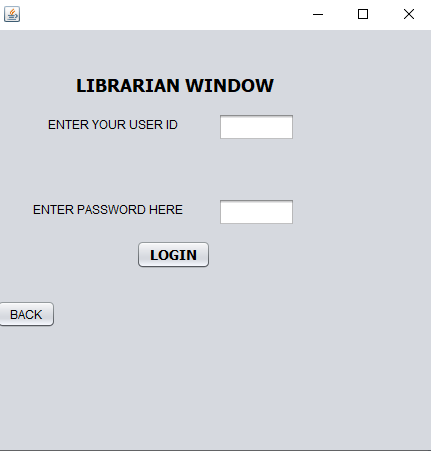 LIBRARIAN WINDOW
ENTER YOUR USER ID
ENTER PASSWORD HERE
LOGIN
BACK